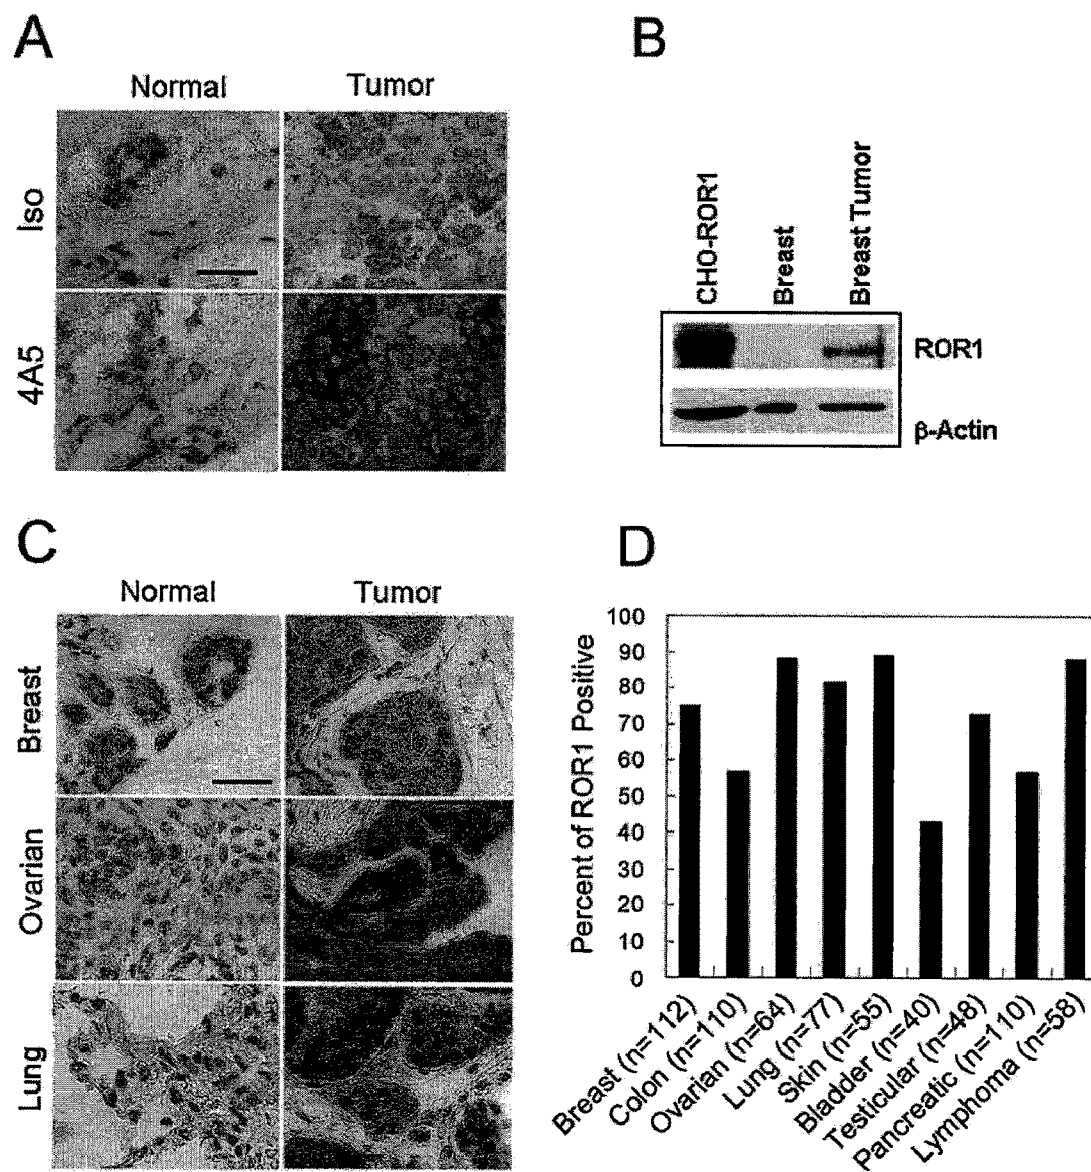 A
Normal
Tumor
Iso
4A5
B
CHO-ROR1
Breast
Breast Tumor
ROR1
β-Actin
C
Normal
Tumor
Breast
Ovarian
Lung
D
Percent of ROR1 Positive
100
90
80
70
60
50
40
30
20
10
0
Breast (n=112)
Colon (n=110)
Ovarian (n=64)
Lung (n=77)
Skin (n=55)
Bladder (n=40)
Testicular (n=48)
Pancreatic (n=110)
Lymphoma (n=58)